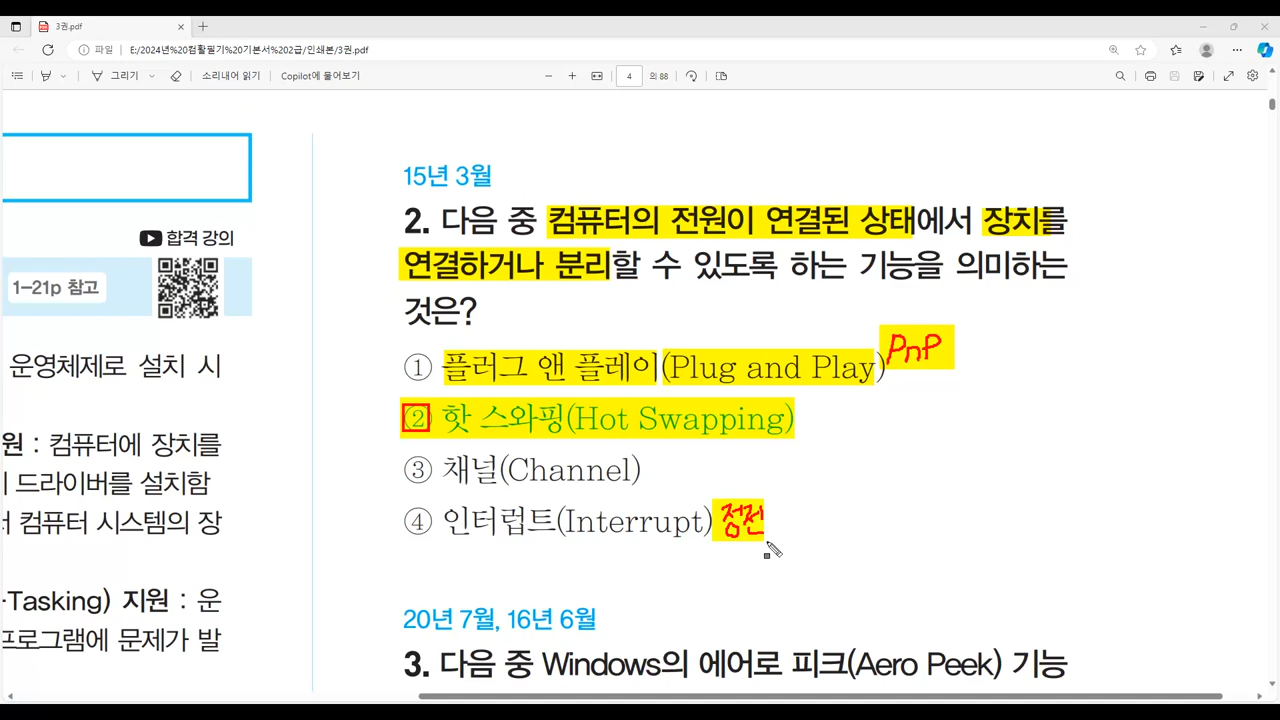 3권.pdf
파일 E:/2024년%20컴활필기%20기본서%202급/인쇄본/3권.pdf
그리기 소리내어 읽기 Copilot에 물어보기 4 의 88
합격 강의
1-21p 참고
운영체제로 설치 시
원 : 컴퓨터에 장치를
드라이버를 설치함
컴퓨터 시스템의 장
-Tasking) 지원 : 운
프로그램에 문제가 발
15년 3월
2. 다음 중 컴퓨터의 전원이 연결된 상태에서 장치를
연결하거나 분리할 수 있도록 하는 기능을 의미하는
것은?
① 플러그 앤 플레이(Plug and Play) PnP
② 핫 스와핑(Hot Swapping)
③ 채널(Channel)
④ 인터럽트(Interrupt) 정전
20년 7월, 16년 6월
3. 다음 중 Windows의 에어로 피크(Aero Peek) 기능